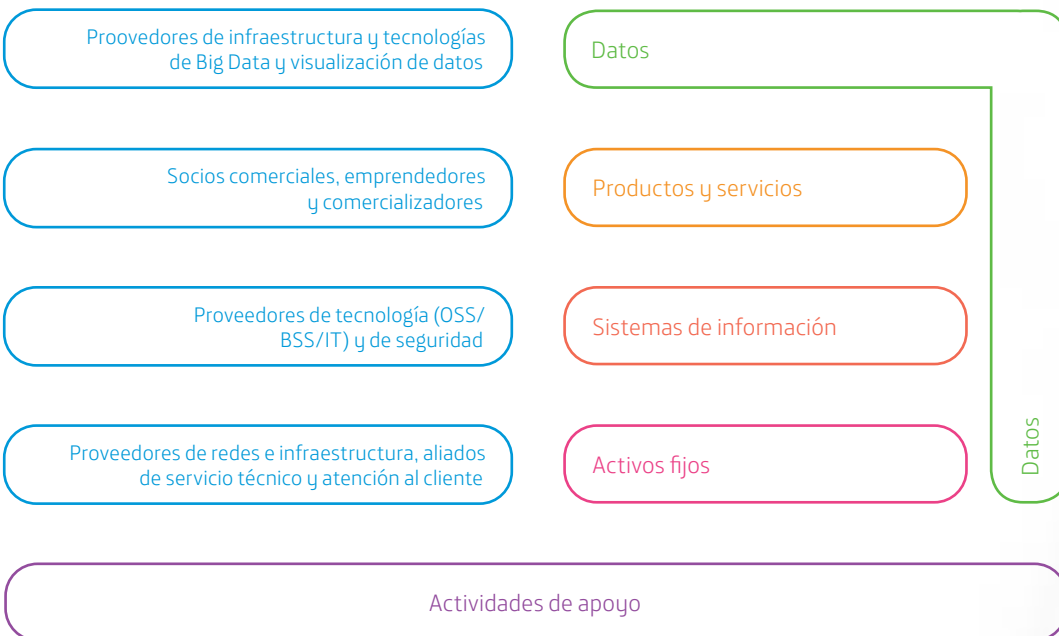 Proovedores de infraestructura y tecnologías
de Big Data y visualización de datos
Datos
Socios comerciales, emprendedores
y comercializadores
Productos y servicios
Proveedores de tecnología (OSS/
BSS/IT) y de seguridad
Sistemas de información
Proveedores de redes e infraestructura, aliados
de servicio técnico y atención al cliente
Activos fijos
Datos
Actividades de apoyo